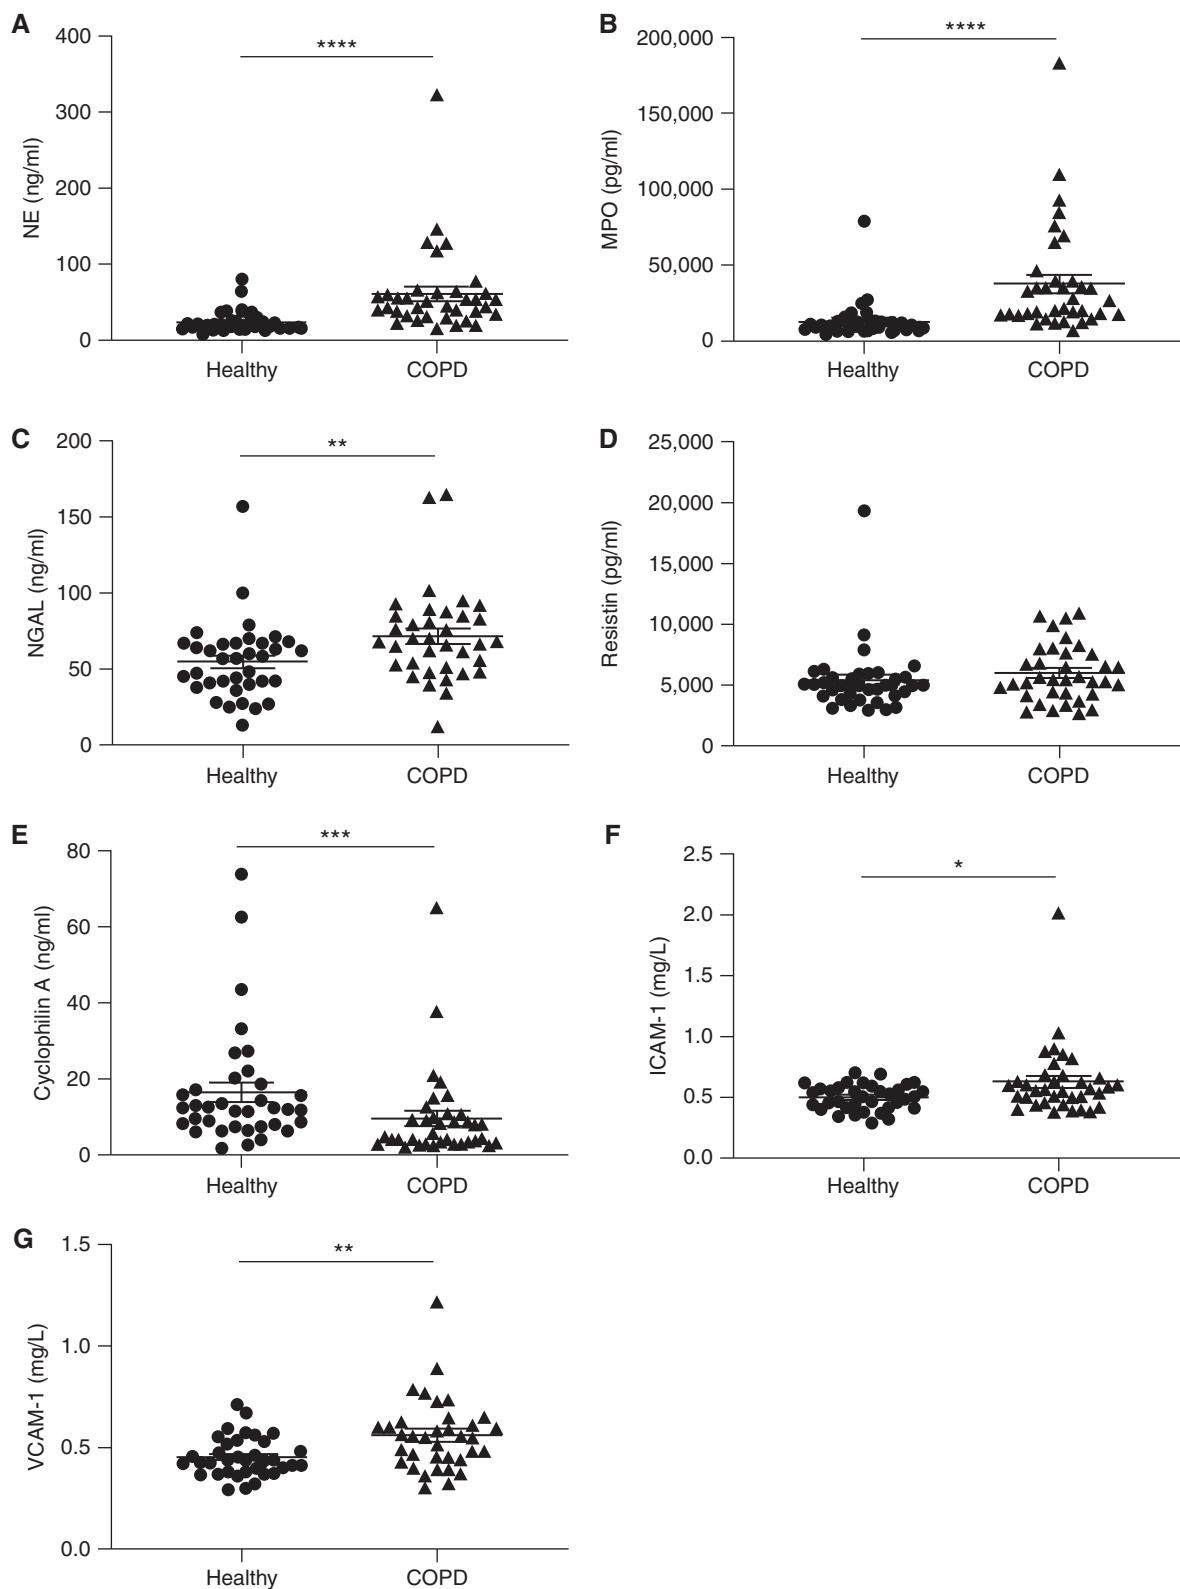 A
NE (ng/ml)
400
300
200
100
0
****
Healthy
COPD
B
MPO (pg/ml)
200,000
150,000
100,000
50,000
0
****
Healthy
COPD
C
NGAL (ng/ml)
200
150
100
50
0
**
Healthy
COPD
D
Resistin (pg/ml)
25,000
20,000
15,000
10,000
5,000
0
Healthy
COPD
E
Cyclophilin A (ng/ml)
80
60
40
20
0
***
Healthy
COPD
F
ICAM-1 (mg/L)
2.5
2.0
1.5
1.0
0.5
0.0
*
Healthy
COPD
G
VCAM-1 (mg/L)
1.5
1.0
0.5
0.0
**
Healthy
COPD